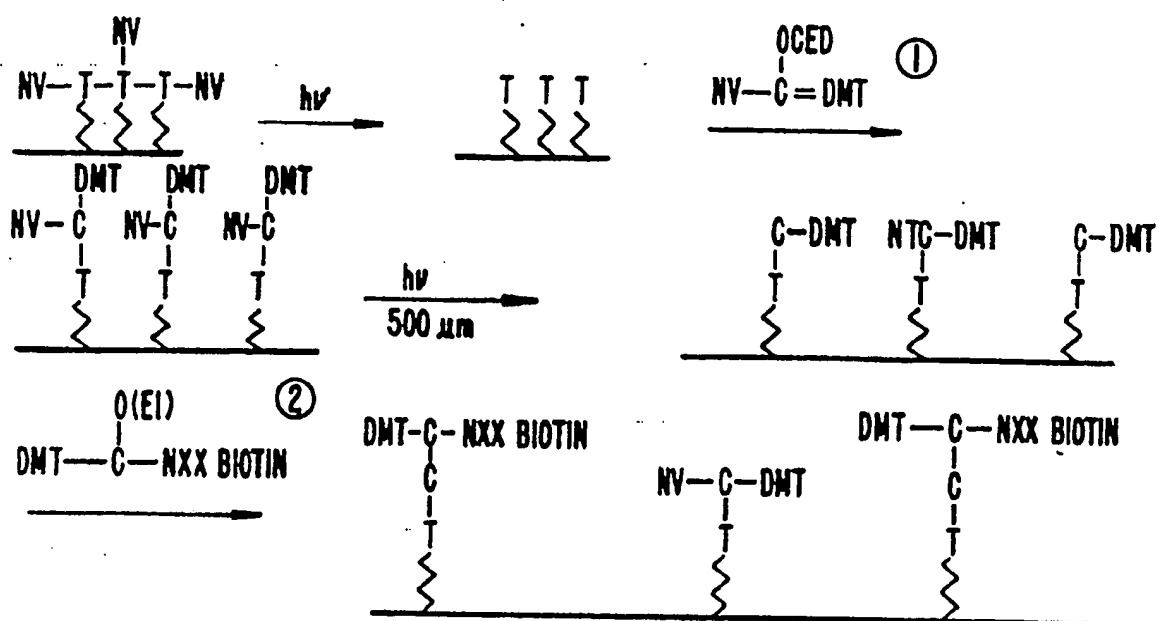 NV
NV-T-T-T-NV
hν
T T T
OCED
NV-C=DMT
①
DMT DMT DMT
NV-C NV-C NV-C
T T T
hν
500 µm
C-DMT NTC-DMT C-DMT
T T T
②
O(EI)
DMT-C-NXX BIOTIN
DMT-C-NXX BIOTIN
C
T
NV-C-DMT
T
DMT-C-NXX BIOTIN
C
T